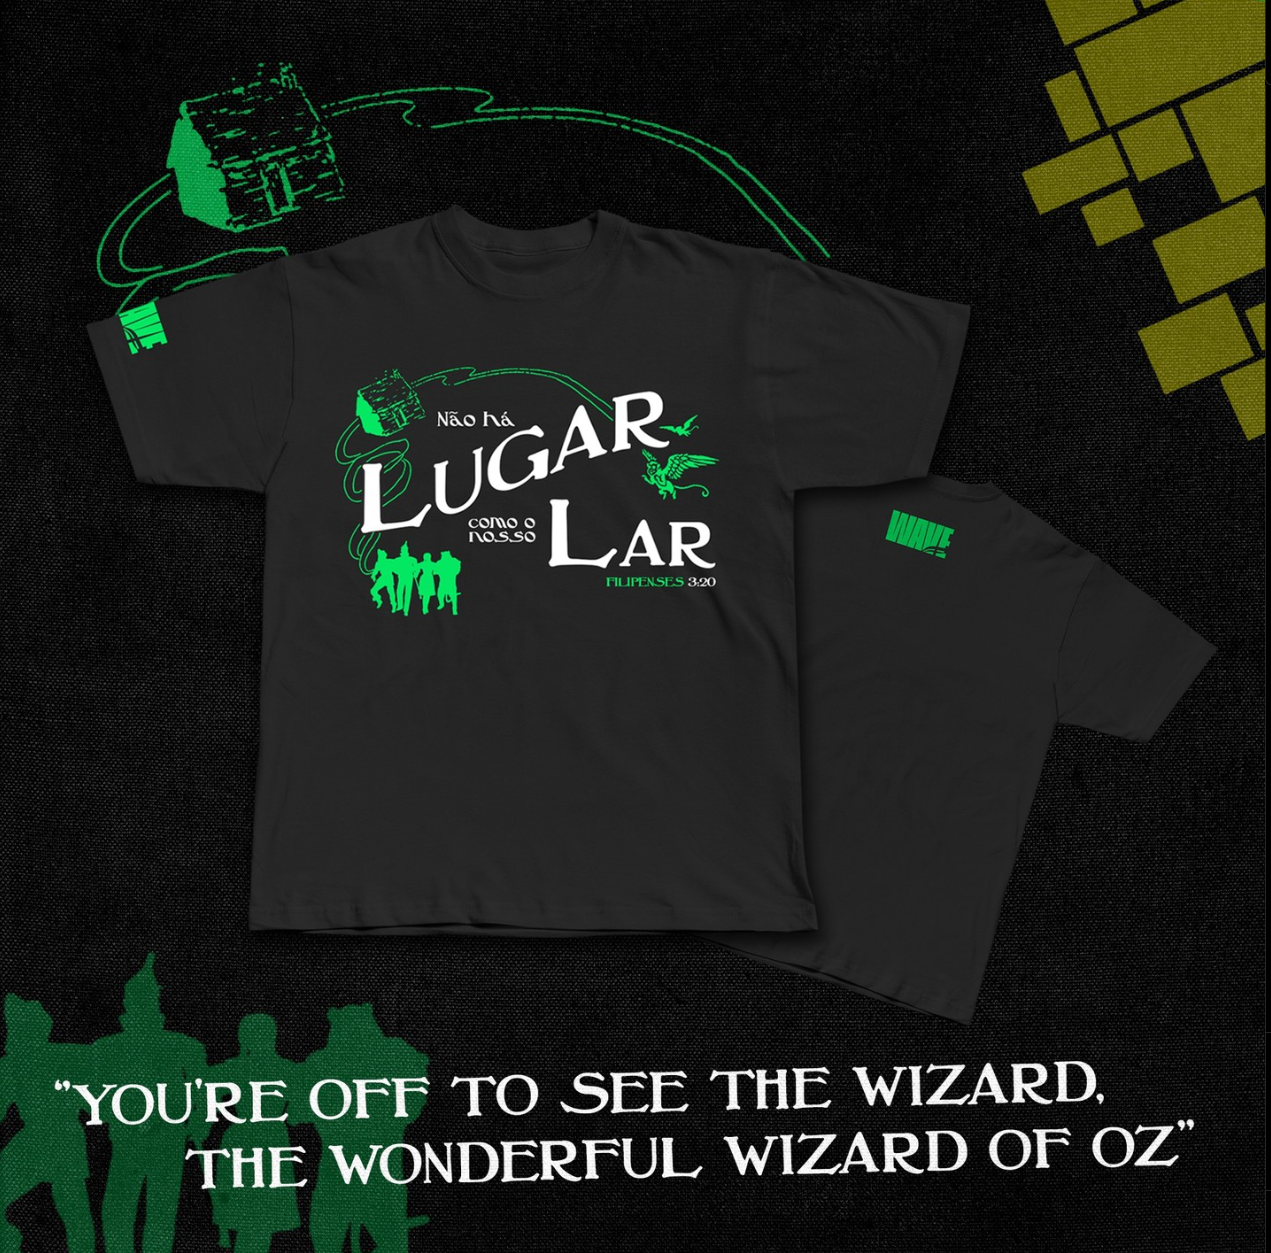 Não há
LUGAR
como o
nosso
LAR
FILIPENSES 3:20
WAVE
"YOU'RE OFF TO SEE THE WIZARD,
THE WONDERFUL WIZARD OF OZ"